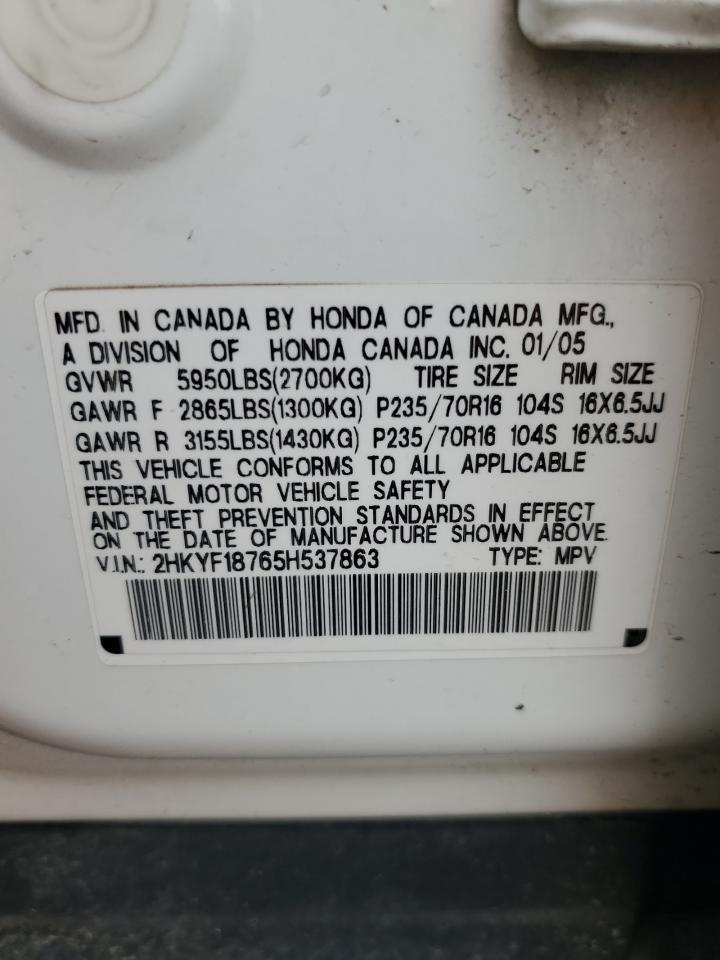 MFD. IN CANADA BY HONDA OF CANADA MFG.,
A DIVISION OF HONDA CANADA INC. 01/05
GVWR 5950LBS(2700KG) TIRE SIZE RIM SIZE
GAWR F 2865LBS(1300KG) P235/70R16 104S 16X6.5JJ
GAWR R 3155LBS(1430KG) P235/70R16 104S 16X6.5JJ
THIS VEHICLE CONFORMS TO ALL APPLICABLE
FEDERAL MOTOR VEHICLE SAFETY
AND THEFT PREVENTION STANDARDS IN EFFECT
ON THE DATE OF MANUFACTURE SHOWN ABOVE.
V.I.N.: 2HKYF18765H537863 TYPE: MPV